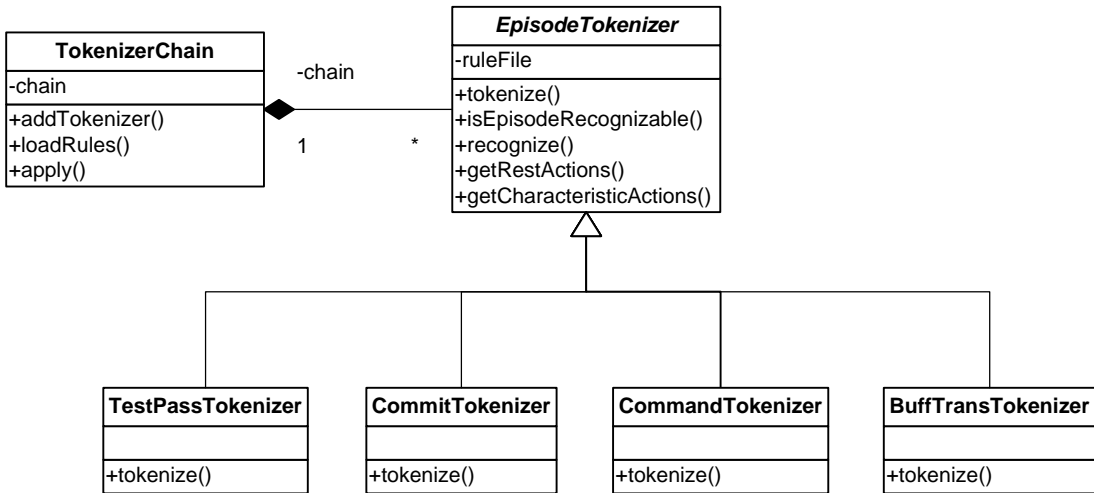 EpisodeTokenizer
-ruleFile
+tokenize()
+isEpisodeRecognizable()
+recognize()
+getRestActions()
+getCharacteristicActions()
TokenizerChain
-chain
+addTokenizer()
+loadRules()
+apply()
-chain
1
*
TestPassTokenizer
+tokenize()
CommitTokenizer
+tokenize()
CommandTokenizer
+tokenize()
BuffTransTokenizer
+tokenize()